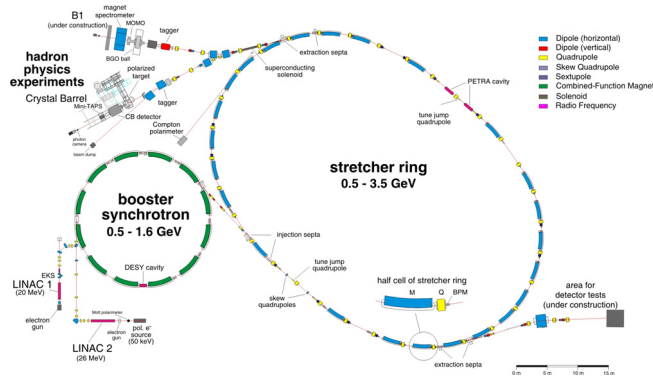 B1
(under construction)
magnet
spectrometer
MOMO
BGO ball
tagger
hadron
physics
experiments
Crystal Barrel
polarized
target
Mini-TAPS
CB detector
tagger
photon
camera
beam dump
Compton
polarimeter
extraction septa
superconducting
solenoid
PETRA cavity
tune jump
quadrupole
Dipole (horizontal)
Dipole (vertical)
Quadrupole
Skew Quadrupole
Sextupole
Combined-Function Magnet
Solenoid
Radio Frequency
stretcher ring
0.5 - 3.5 GeV
booster
synchrotron
0.5 - 1.6 GeV
DESY cavity
injection septa
tune jump
quadrupole
skew
quadrupoles
half cell of stretcher ring
M
Q
BPM
area for
detector tests
(under construction)
extraction septa
EKS
LINAC 1
(20 MeV)
electron
gun
Mott polarimeter
LINAC 2
(26 MeV)
electron
gun
pol. e-
source
(50 keV)
0 m
5 m
10 m
15 m